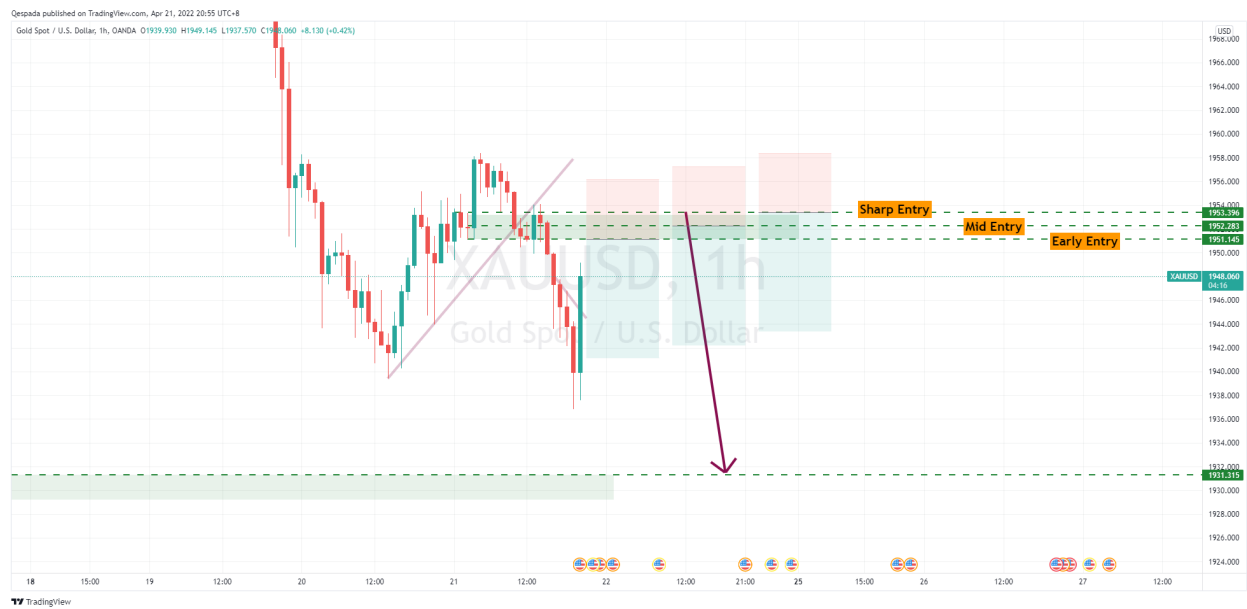 Qespada published on TradingView.com, Apr 21, 2022 20:55 UTC+8
Gold Spot / U.S. Dollar, 1h, OANDA O1939.930 H1949.145 L1937.570 C1948.060 +8.130 (+0.42%)
USD
1968.000
1966.000
1964.000
1962.000
1960.000
1958.000
1956.000
1954.000
Sharp Entry
1953.396
Mid Entry
1952.283
Early Entry
1951.145
1950.000
XAUUSD, 1h
XAUUSD 1948.060
04:16
1946.000
Gold Spot / U.S. Dollar
1944.000
1942.000
1940.000
1938.000
1936.000
1934.000
1932.000
1931.315
1930.000
1928.000
1926.000
1924.000
18 15:00 19 12:00 20 12:00 21 12:00 22 12:00 21:00 25 15:00 26 12:00 27 12:00
TradingView